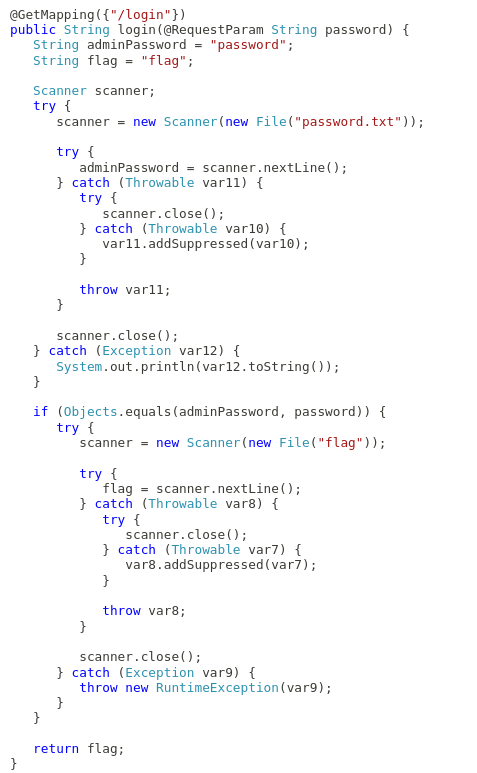 @GetMapping({"/login"})
public String login(@RequestParam String password) {
   String adminPassword = "password";
   String flag = "flag";

   Scanner scanner;
   try {
      scanner = new Scanner(new File("password.txt"));

      try {
         adminPassword = scanner.nextLine();
      } catch (Throwable var11) {
         try {
            scanner.close();
         } catch (Throwable var10) {
            var11.addSuppressed(var10);
         }

         throw var11;
      }

      scanner.close();
   } catch (Exception var12) {
      System.out.println(var12.toString());
   }

   if (Objects.equals(adminPassword, password)) {
      try {
         scanner = new Scanner(new File("flag"));

         try {
            flag = scanner.nextLine();
         } catch (Throwable var8) {
            try {
               scanner.close();
            } catch (Throwable var7) {
               var8.addSuppressed(var7);
            }

            throw var8;
         }

         scanner.close();
      } catch (Exception var9) {
         throw new RuntimeException(var9);
      }
   }

   return flag;
}